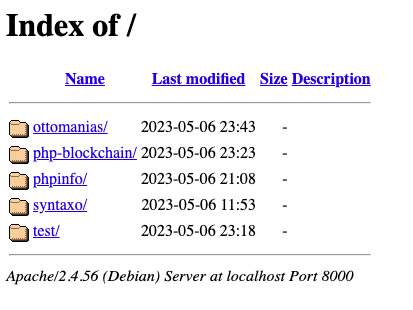 Index of /
Name Last modified Size Description
ottomanias/ 2023-05-06 23:43 -
php-blockchain/ 2023-05-06 23:23 -
phpinfo/ 2023-05-06 21:08 -
syntaxo/ 2023-05-06 11:53 -
test/ 2023-05-06 23:18 -
Apache/2.4.56 (Debian) Server at localhost Port 8000